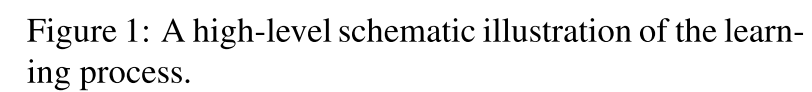 Figure 1: A high-level schematic illustration of the learn-
ing process.